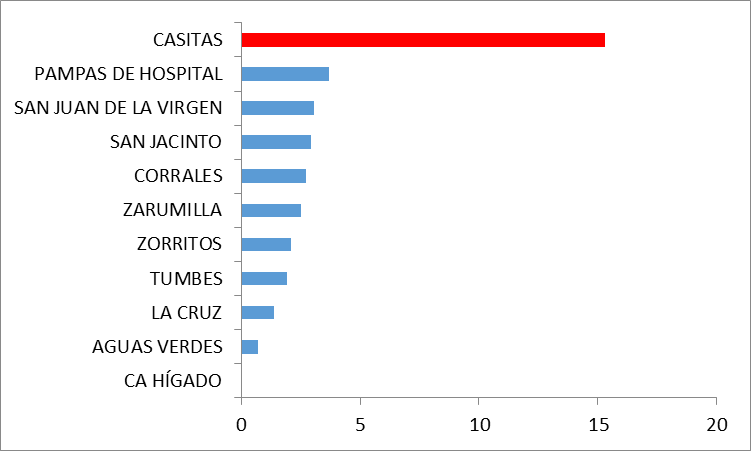 CASITAS
PAMPAS DE HOSPITAL
SAN JUAN DE LA VIRGEN
SAN JACINTO
CORRALES
ZARUMILLA
ZORRITOS
TUMBES
LA CRUZ
AGUAS VERDES
CA HÍGADO
0 5 10 15 20